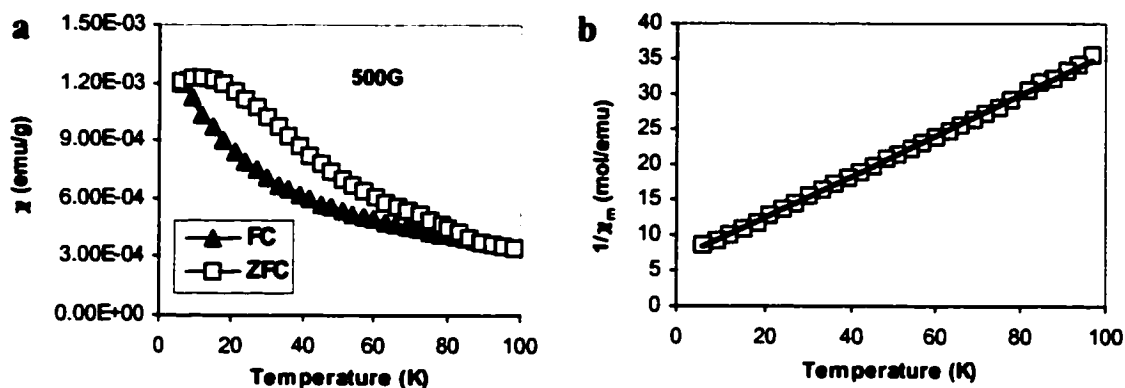 a
1.50E-03
1.20E-03
9.00E-04
6.00E-04
3.00E-04
0.00E+00
χ (emu/g)
500G
FC
ZFC
0 20 40 60 80 100
Temperature (K)
b
40
35
30
25
20
15
10
5
0
1/χm (mol/emu)
0 20 40 60 80 100
Temperature (K)